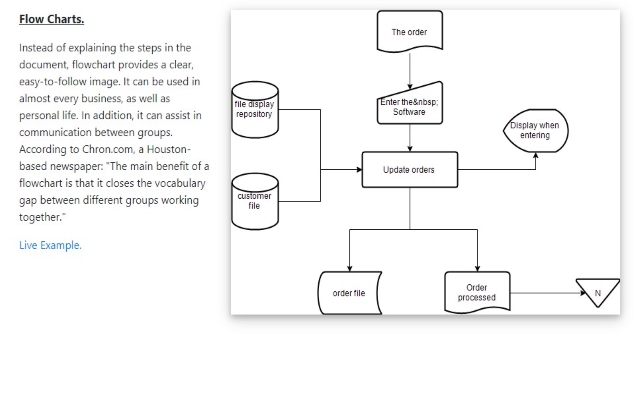 Flow Charts.
Instead of explaining the steps in the
document, flowchart provides a clear,
easy-to-follow image. It can be used in
almost every business, as well as
personal life. In addition, it can assist in
communication between groups.
According to Chron.com, a Houston-
based newspaper: "The main benefit of a
flowchart is that it closes the vocabulary
gap between different groups working
together."
Live Example.
The order
Enter the&nbsp;
Software
file display
repository
Display when
entering
Update orders
customer
file
order file
Order
processed
N